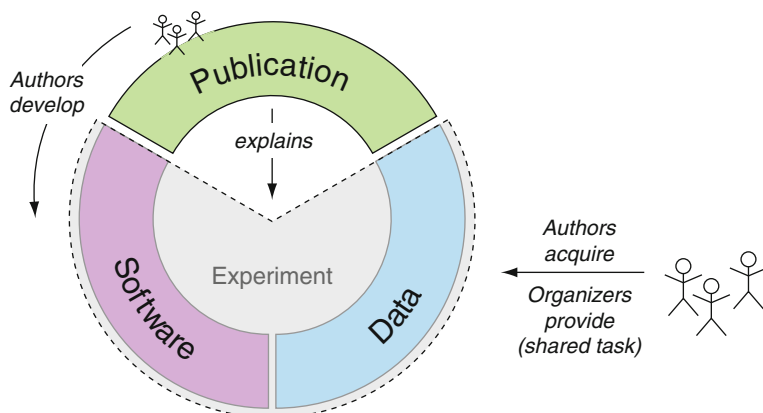 Publication
Authors
develop
explains
Experiment
Software
Data
Authors
acquire
Organizers
provide
(shared task)